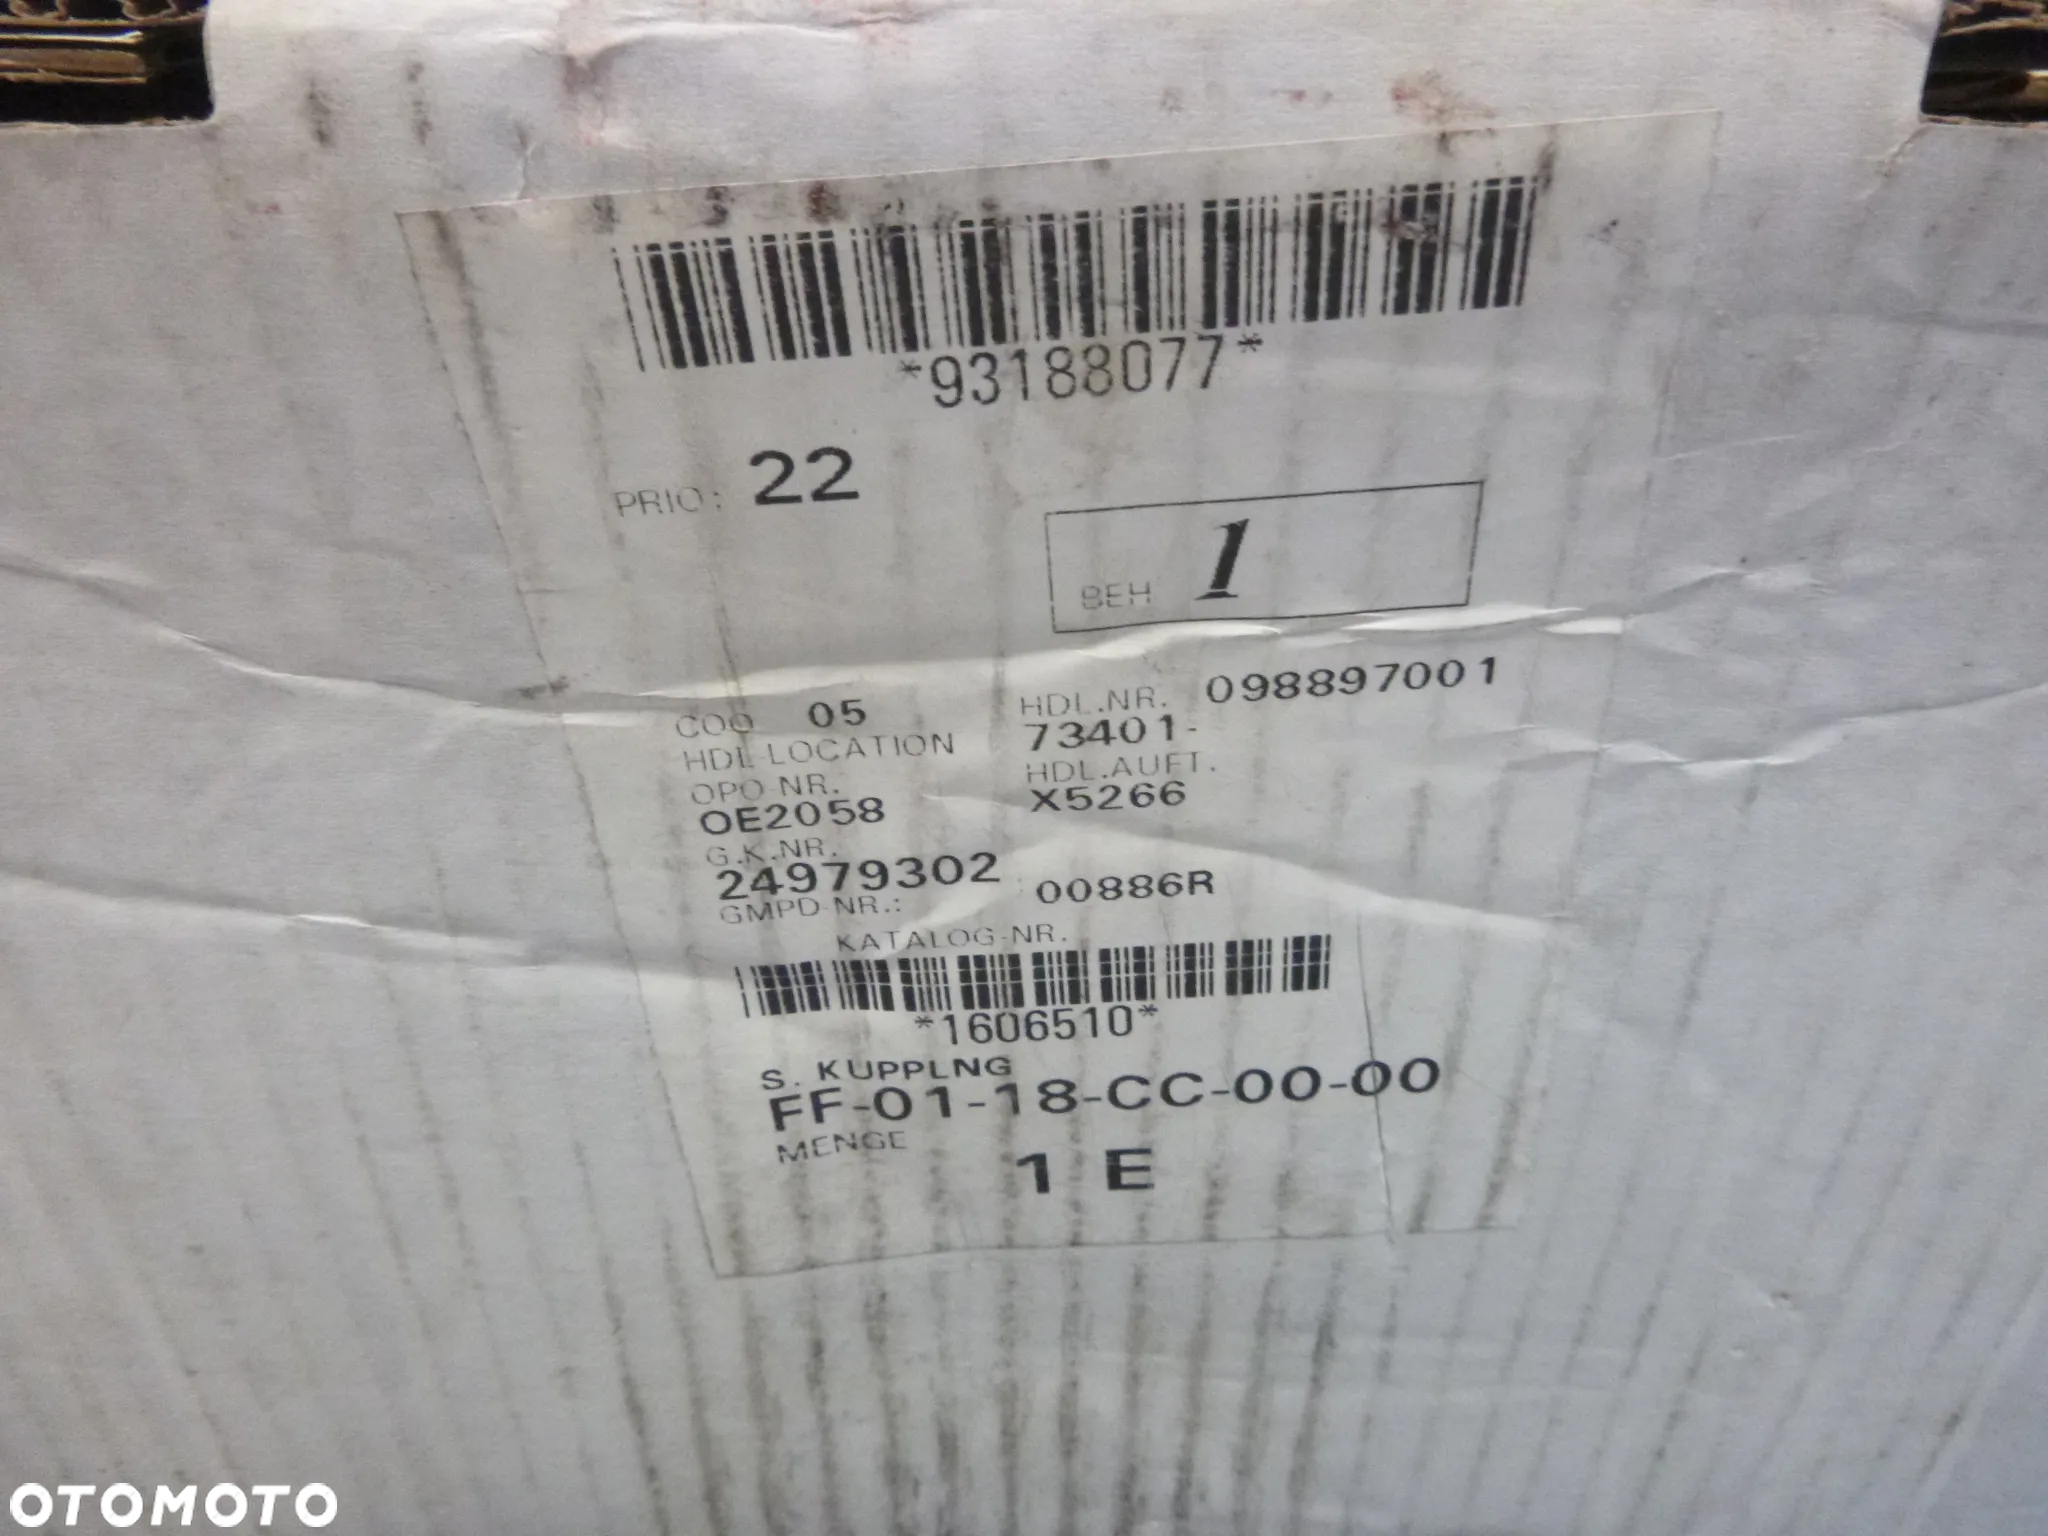 *93188077*
PRIO: 22
BEH 1
COO 05 HDL.NR. 098897001
HDL-LOCATION 73401-
OPO-NR. HDL.AUFT.
OE2058 X5266
G.K.NR.
24979302 00886R
GMPD-NR.:
KATALOG-NR.
*1606510*
S. KUPPLNG
FF-01-18-CC-00-00
MENGE
1 E
OTOMOTO